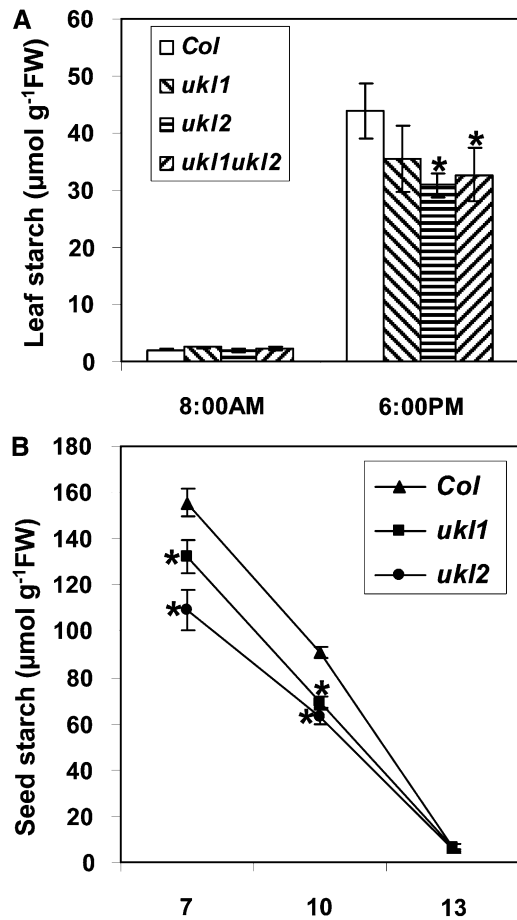 A
Leaf starch (µmol g⁻¹FW)
60
50
40
30
20
10
0
Col
ukl1
ukl2
ukl1ukl2
*
*
8:00AM
6:00PM
B
Seed starch (µmol g⁻¹FW)
180
160
140
120
100
80
60
40
20
0
Col
ukl1
ukl2
*
*
*
*
7
10
13